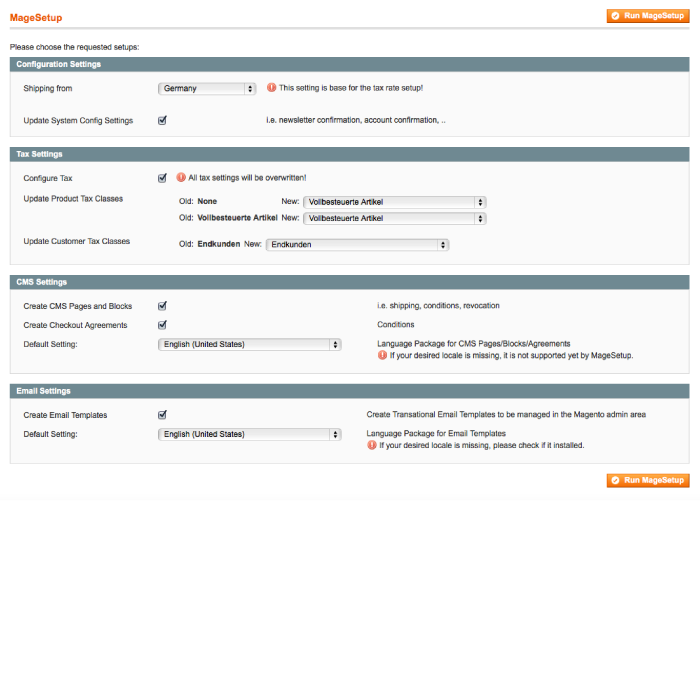 MageSetup
Run MageSetup
Please choose the requested setups:
Configuration Settings
Shipping from Germany This setting is base for the tax rate setup!
Update System Config Settings i.e. newsletter confirmation, account confirmation, ..
Tax Settings
Configure Tax All tax settings will be overwritten!
Update Product Tax Classes Old: None New: Vollbesteuerte Artikel
Old: Vollbesteuerte Artikel New: Vollbesteuerte Artikel
Update Customer Tax Classes Old: Endkunden New: Endkunden
CMS Settings
Create CMS Pages and Blocks i.e. shipping, conditions, revocation
Create Checkout Agreements Conditions
Default Setting: English (United States) Language Package for CMS Pages/Blocks/Agreements
If your desired locale is missing, it is not supported yet by MageSetup.
Email Settings
Create Email Templates Create Transational Email Templates to be managed in the Magento admin area
Default Setting: English (United States) Language Package for Email Templates
If your desired locale is missing, please check if it installed.
Run MageSetup